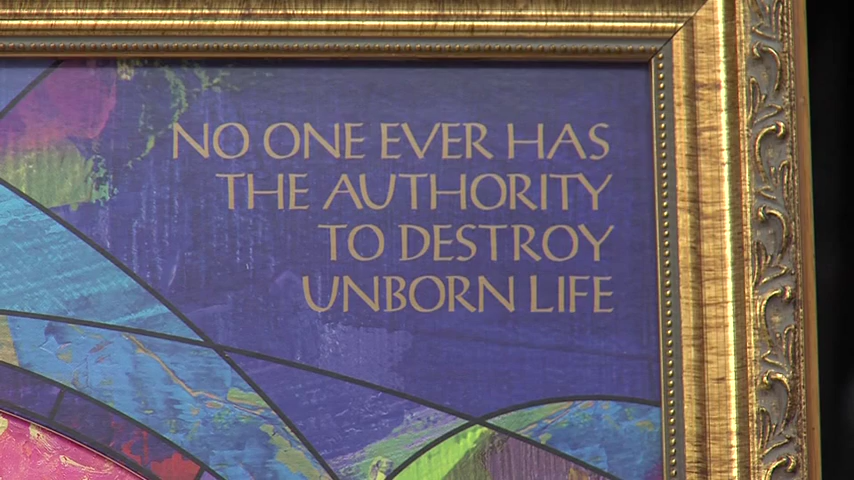 NO ONE EVER HAS
THE AUTHORITY
TO DESTROY
UNBORN LIFE